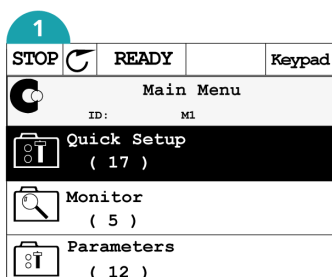 1
STOP READY Keypad
Main Menu
ID: M1
Quick Setup
( 17 )
Monitor
( 5 )
Parameters
( 12 )